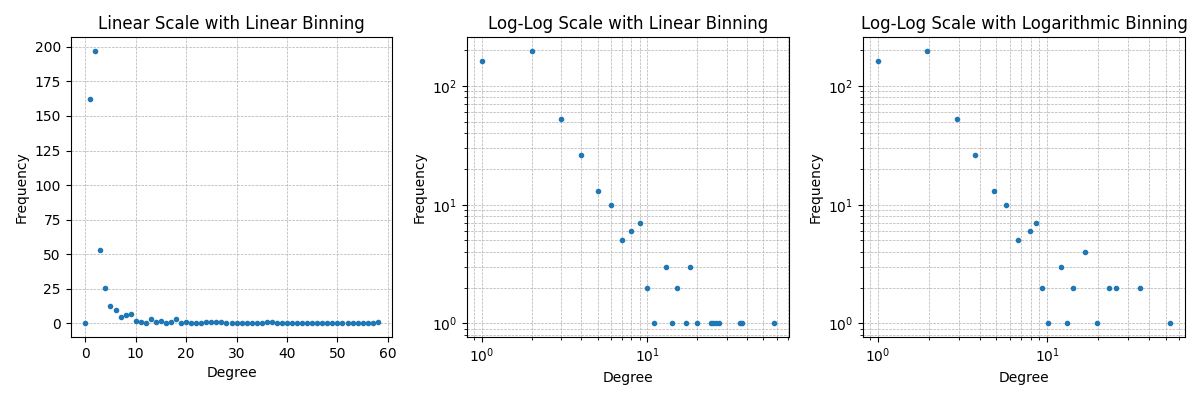 Linear Scale with Linear Binning
200
175
150
125
100
75
50
25
0
Frequency
0 10 20 30 40 50 60
Degree
Log-Log Scale with Linear Binning
10²
10¹
10⁰
Frequency
10⁰ 10¹
Degree
Log-Log Scale with Logarithmic Binning
10²
10¹
10⁰
Frequency
10⁰ 10¹
Degree